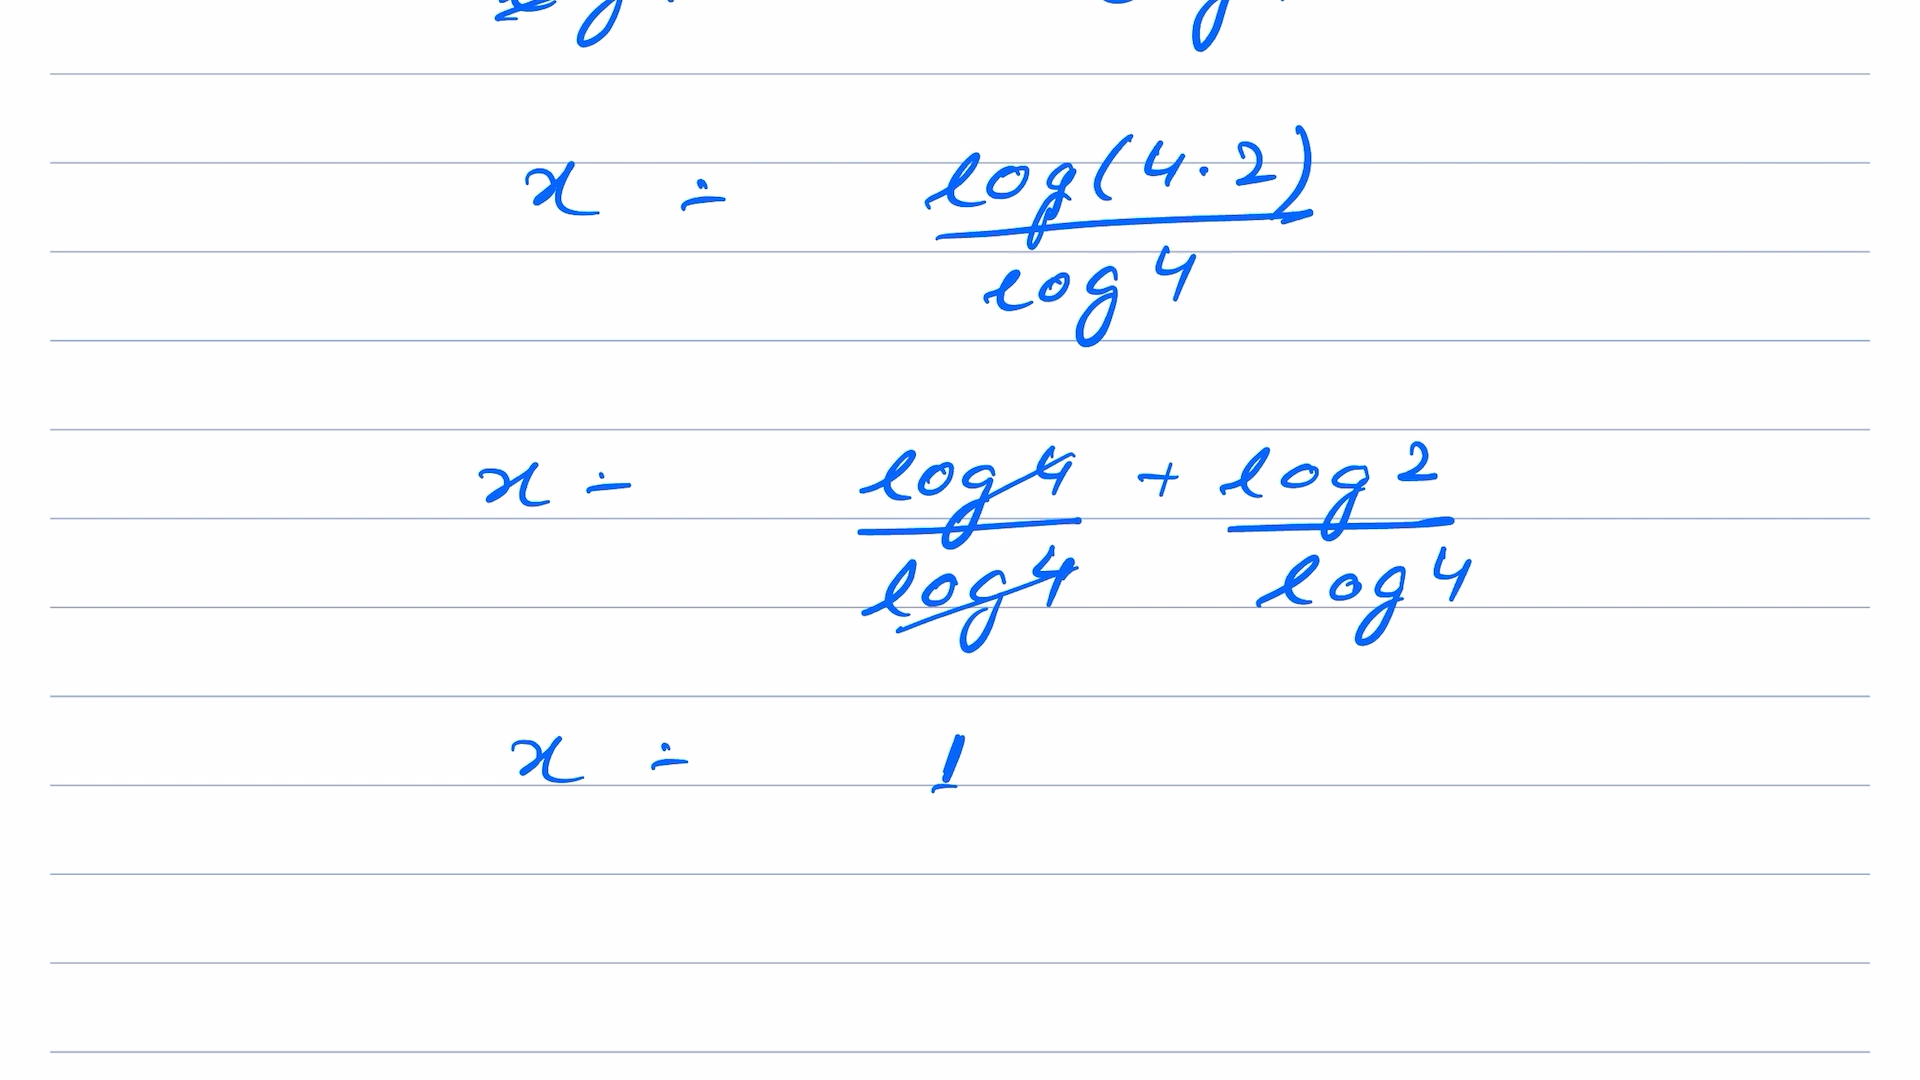 x = log(4·2)
log 4
x = log 4 + log 2
log 4 log 4
x = 1